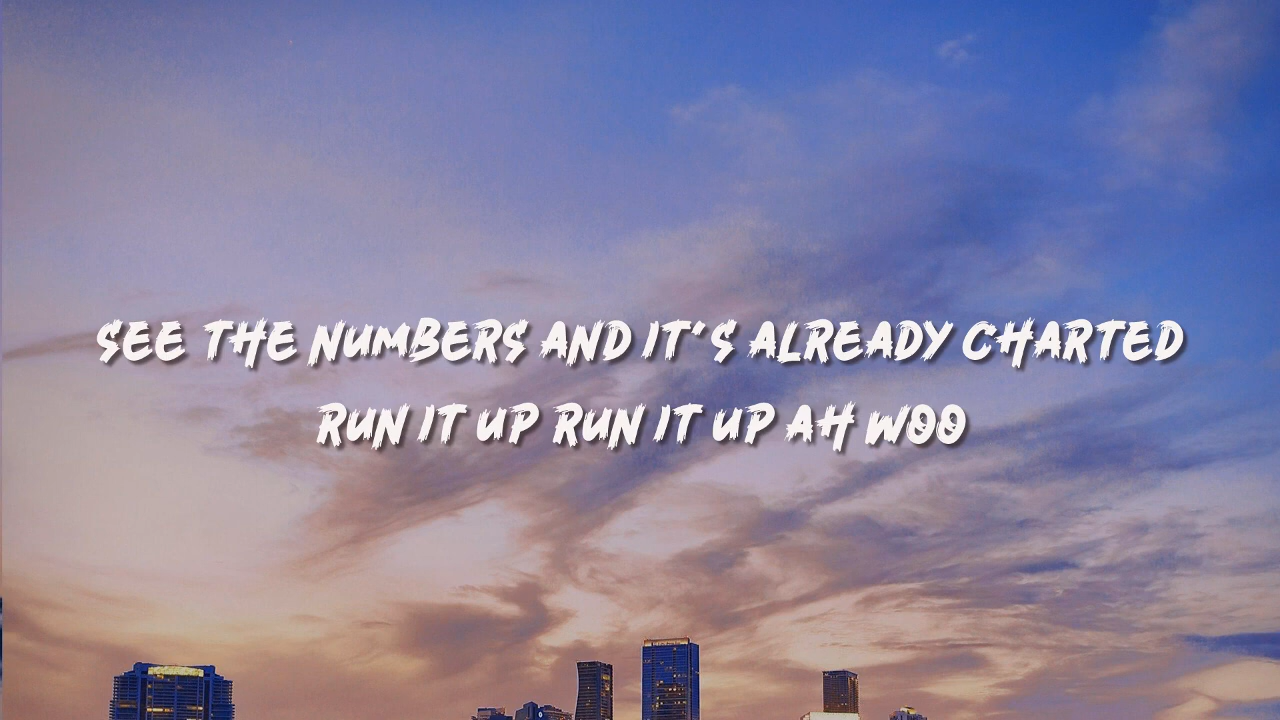 SEE THE NUMBERS AND IT'S ALREADY CHARTED
RUN IT UP RUN IT UP AH WOO